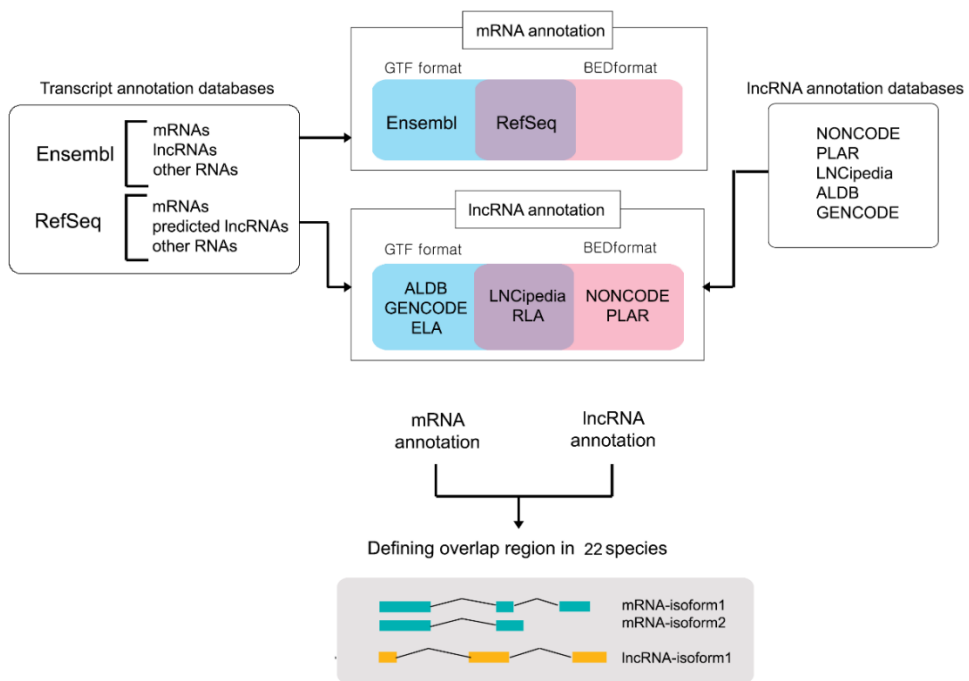 mRNA annotation
GTF format
BEDformat
Ensembl
RefSeq
Transcript annotation databases
Ensembl
mRNAs
lncRNAs
other RNAs
RefSeq
mRNAs
predicted lncRNAs
other RNAs
lncRNA annotation databases
NONCODE
PLAR
LNCipedia
ALDB
GENCODE
lncRNA annotation
GTF format
BEDformat
ALDB
GENCODE
ELA
LNCipedia
RLA
NONCODE
PLAR
mRNA
annotation
lncRNA
annotation
Defining overlap region in 22 species
mRNA-isoform1
mRNA-isoform2
lncRNA-isoform1